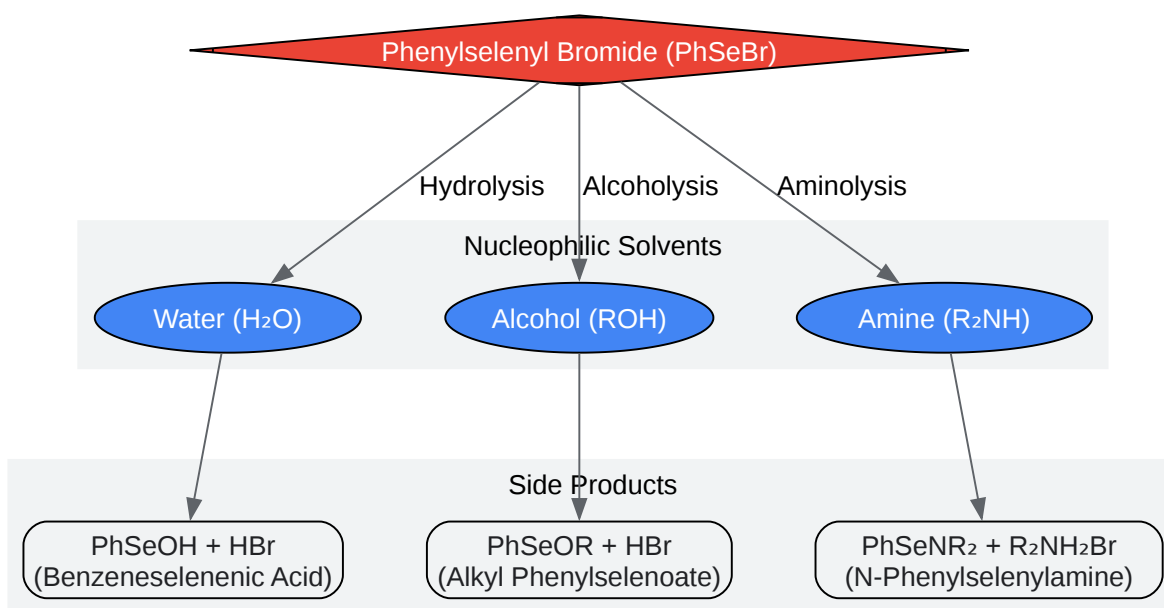 Phenylselenyl Bromide (PhSeBr)
Hydrolysis
Alcoholysis
Aminolysis
Nucleophilic Solvents
Water (H₂O)
Alcohol (ROH)
Amine (R₂NH)
Side Products
PhSeOH + HBr
(Benzeneselenenic Acid)
PhSeOR + HBr
(Alkyl Phenylselenoate)
PhSeNR₂ + R₂NH₂Br
(N-Phenylselenylamine)